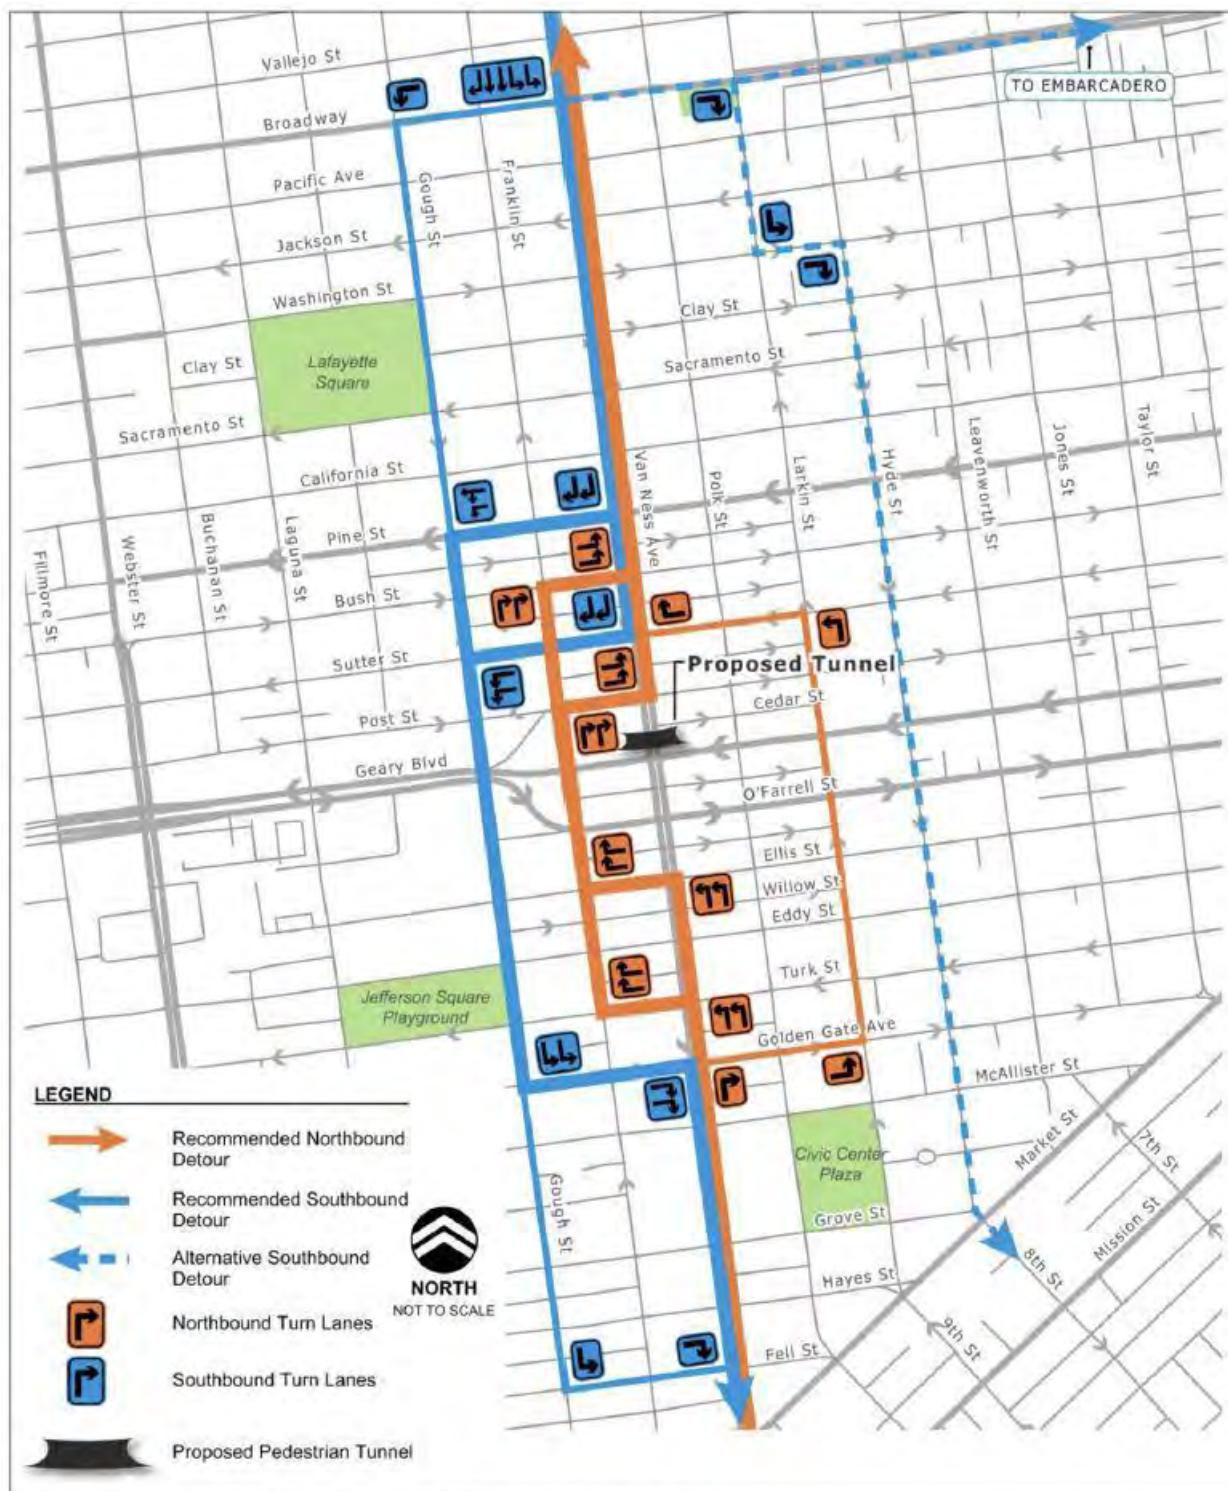 Vallejo St
TO EMBARCADERO
Broadway
Pacific Ave
Gough St
Franklin St
Jackson St
Washington St
Clay St
Clay St
Lafayette
Square
Sacramento St
Sacramento St
California St
Van Ness Ave
Polk St
Larkin St
Hyde St
Leavenworth St
Jones St
Taylor St
Pine St
Fillmore St
Webster St
Buchanan St
Laguna St
Bush St
Sutter St
Proposed Tunnel
Cedar St
Post St
Geary Blvd
O'Farrell St
Ellis St
Willow St
Eddy St
Turk St
Jefferson Square
Playground
Golden Gate Ave
McAllister St
Market St
7th St
Civic Center
Plaza
Gough St
Grove St
Mission St
8th St
Hayes St
9th St
Fell St
LEGEND
Recommended Northbound
Detour
Recommended Southbound
Detour
Alternative Southbound
Detour
NORTH
NOT TO SCALE
Northbound Turn Lanes
Southbound Turn Lanes
Proposed Pedestrian Tunnel